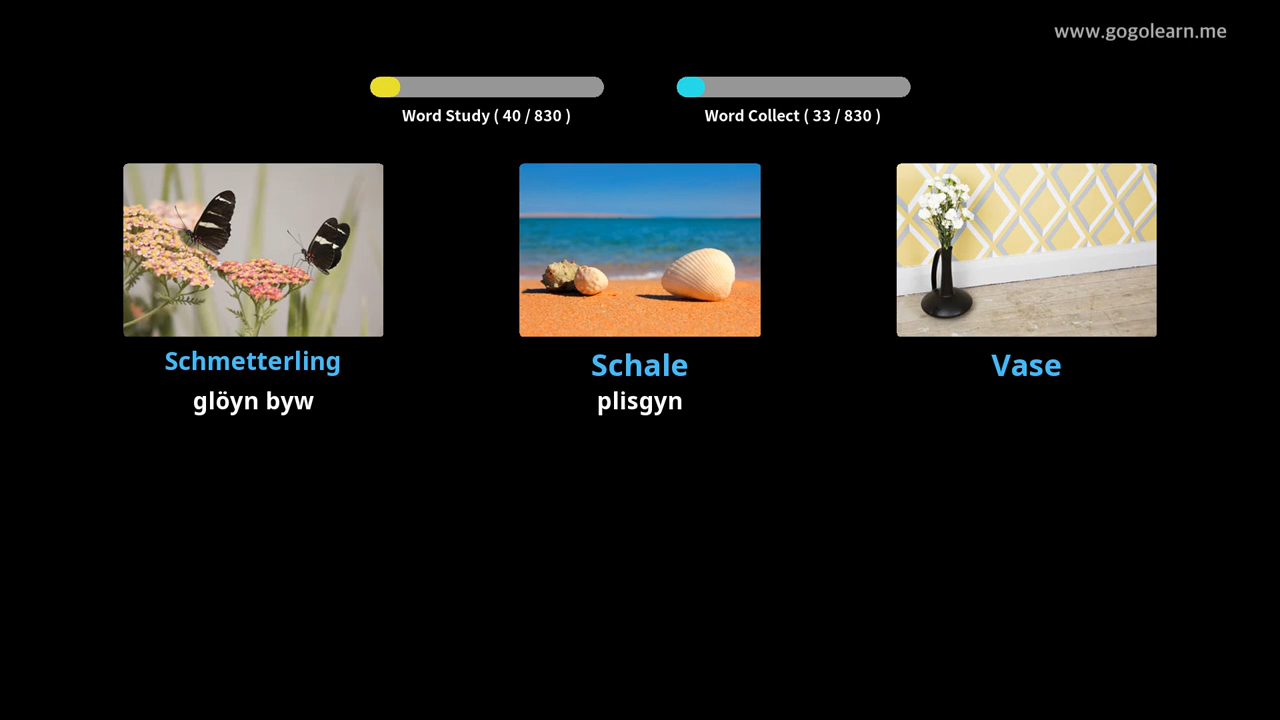 www.gogolearn.me
Word Study ( 40 / 830 )
Word Collect ( 33 / 830 )
Schmetterling
glöyn byw
Schale
plisgyn
Vase